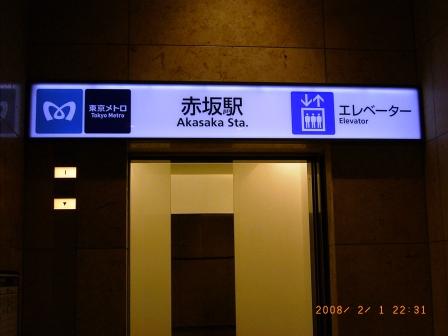 東京メトロ
Tokyo Metro
赤坂駅
Akasaka Sta.
エレベーター
Elevator
2008/ 2/ 1 22:31